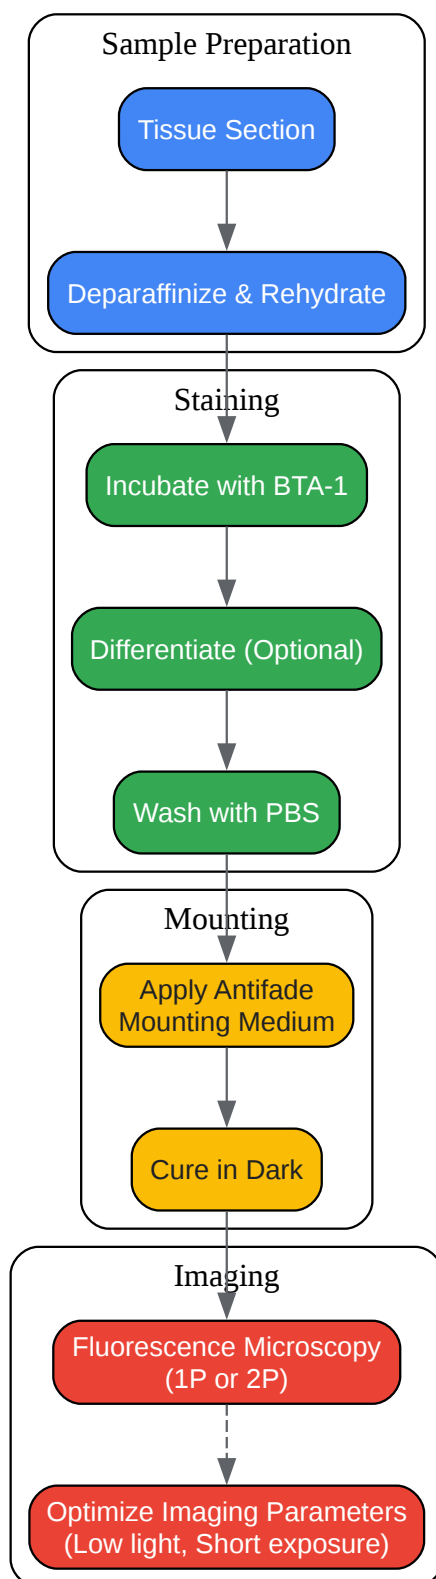 Sample Preparation
Tissue Section
Deparaffinize & Rehydrate
Staining
Incubate with BTA-1
Differentiate (Optional)
Wash with PBS
Mounting
Apply Antifade
Mounting Medium
Cure in Dark
Imaging
Fluorescence Microscopy
(1P or 2P)
Optimize Imaging Parameters
(Low light, Short exposure)